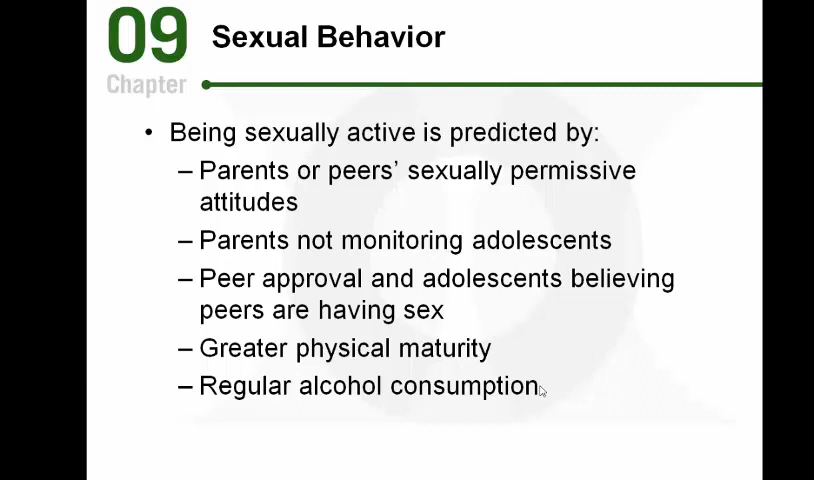 09
Sexual Behavior
Chapter
• Being sexually active is predicted by:
– Parents or peers’ sexually permissive
attitudes
– Parents not monitoring adolescents
– Peer approval and adolescents believing
peers are having sex
– Greater physical maturity
– Regular alcohol consumption